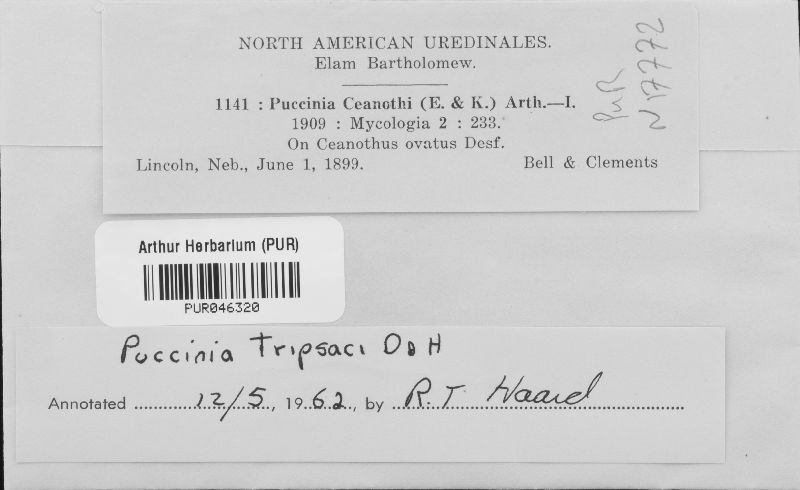 NORTH AMERICAN UREDINALES.
Elam Bartholomew.
1141 : Puccinia Ceanothi (E. & K.) Arth.—I.
1909 : Mycologia 2 : 233.
On Ceanothus ovatus Desf.
Lincoln, Neb., June 1, 1899. Bell & Clements
PUR
N 17772
Arthur Herbarium (PUR)
PUR046320
Puccinia Tripsaci D & H
Annotated 12/5, 1962, by R. T. Haard